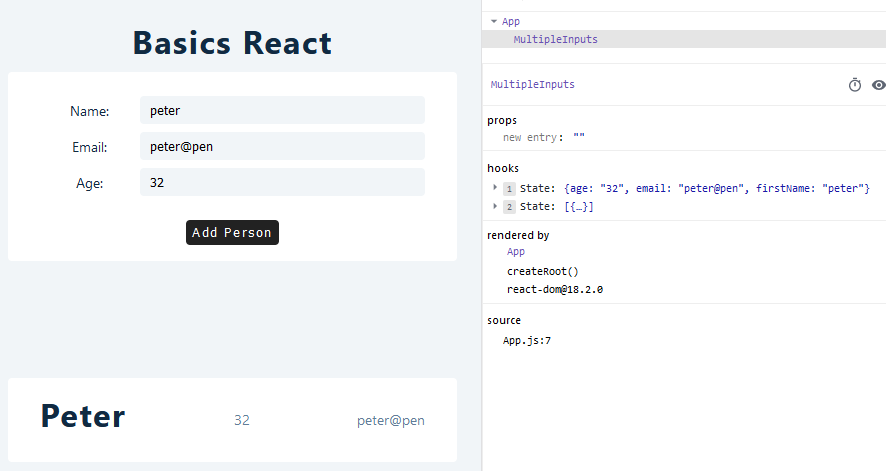 Basics React
Name: peter
Email: peter@pen
Age: 32
Add Person
Peter 32 peter@pen
App
MultipleInputs
MultipleInputs
props
new entry: ""
hooks
1 State: {age: "32", email: "peter@pen", firstName: "peter"}
2 State: [{…}]
rendered by
App
createRoot()
react-dom@18.2.0
source
App.js:7